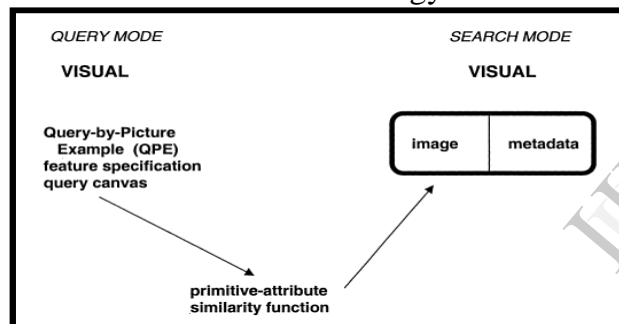 QUERY MODE
SEARCH MODE
VISUAL
VISUAL
Query-by-Picture
Example (QPE)
feature specification
query canvas
image
metadata
primitive-attribute
similarity function